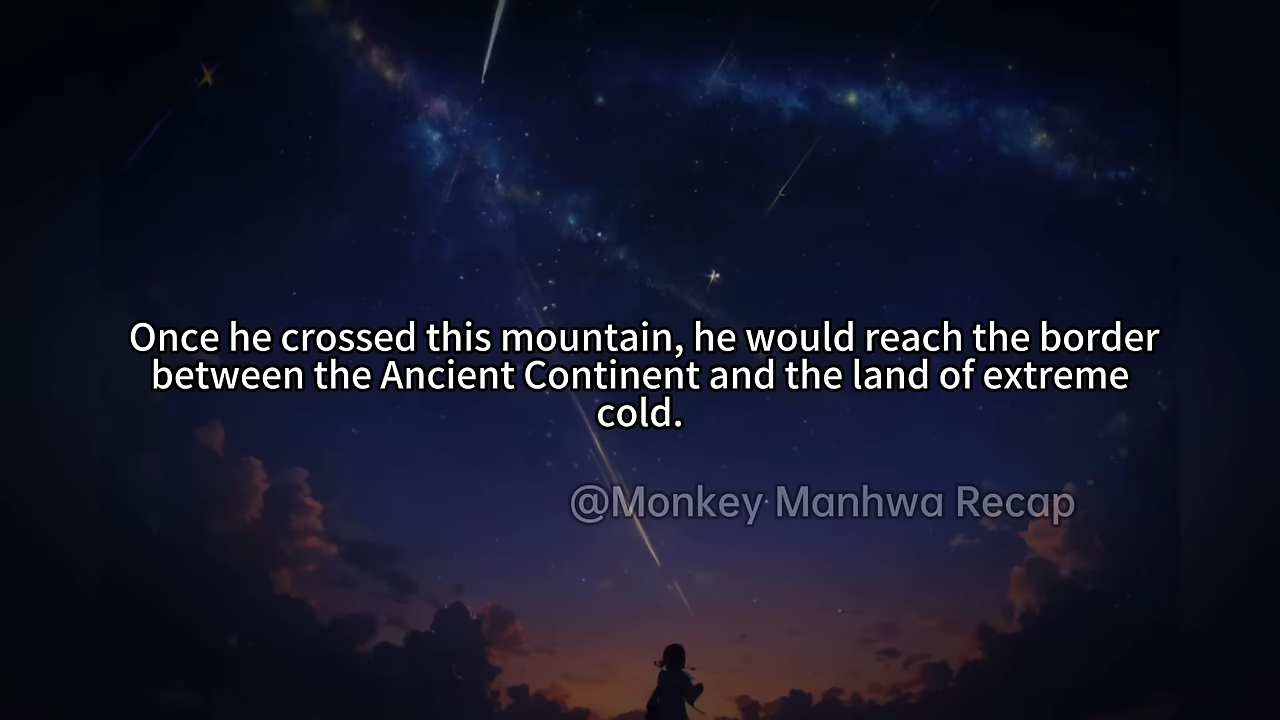 Once he crossed this mountain, he would reach the border
between the Ancient Continent and the land of extreme
cold.
@Monkey Manhwa Recap